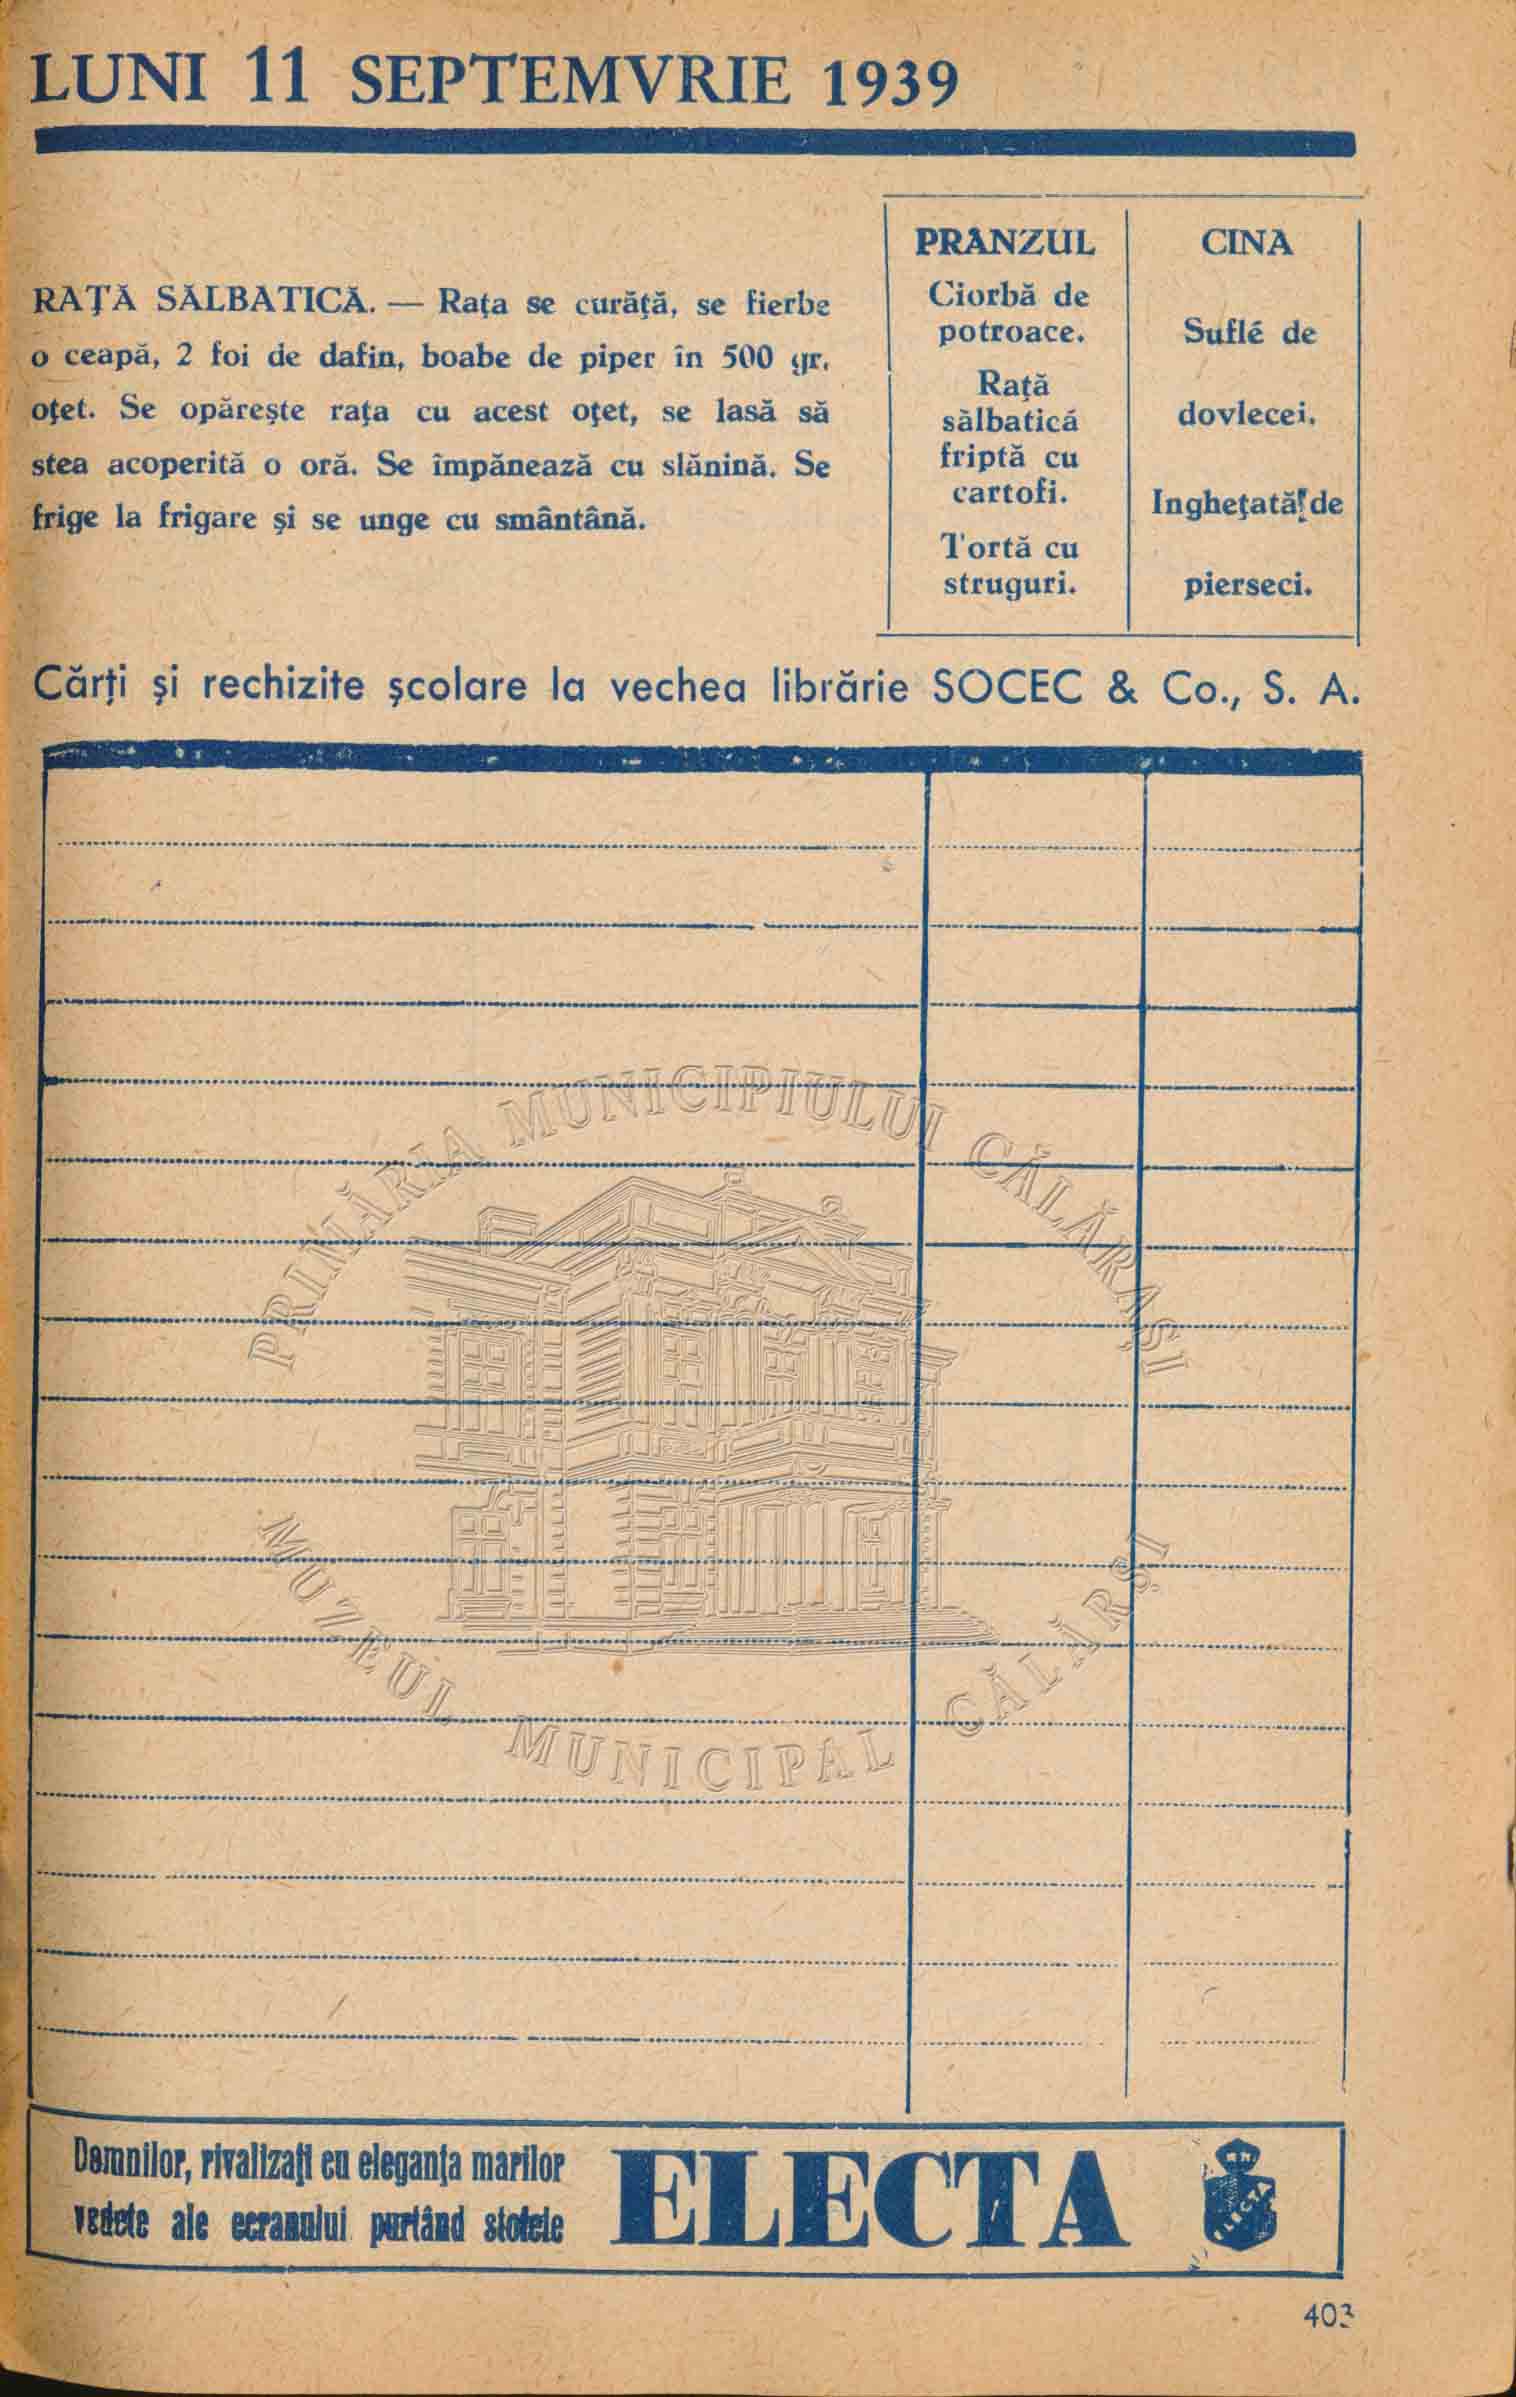 LUNI 11 SEPTEMVRIE 1939
RAŢĂ SĂLBATICĂ. — Raţa se curăţă, se fierbe
o ceapă, 2 foi de dafin, boabe de piper în 500 gr.
oţet. Se opăreşte raţa cu acest oţet, se lasă să
stea acoperită o oră. Se împănează cu slănină. Se
frige la frigare şi se unge cu smântână.
PRANZUL
Ciorbă de
potroace.
Raţă
sălbatică
friptă cu
cartofi.
Tortă cu
struguri.
CINA
Suflé de
dovlecei.
Ingheţată de
pierseci.
Cărţi şi rechizite şcolare la vechea librărie SOCEC & Co., S. A.
PRIMĂRIA MUNICIPIULUI CĂLĂRAŞI
MUZEUL MUNICIPAL CĂLĂRŞI
Domnilor, rivalizaţi cu eleganţa marilor
vedete ale ecranului purtând stofele
ELECTA
ELECTA
403